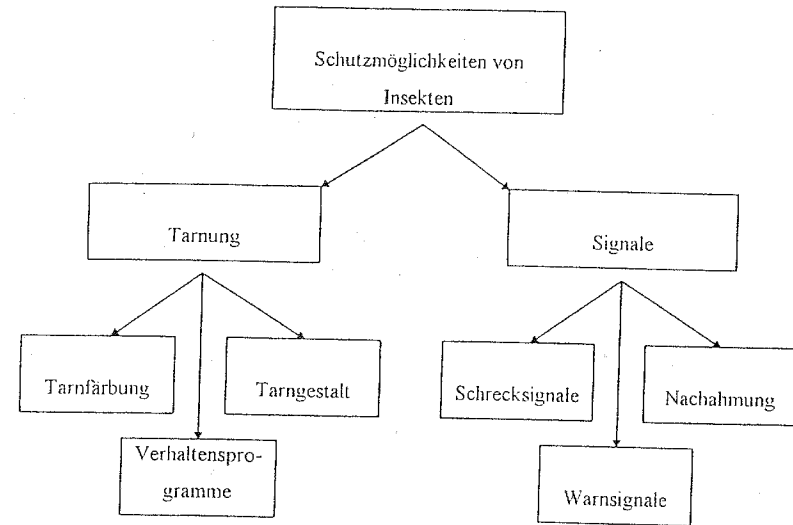 Schutzmöglichkeiten von
Insekten
Tarnung
Signale
Tarnfärbung
Tarngestalt
Schrecksignale
Nachahmung
Verhaltenspro-
gramme
Warnsignale